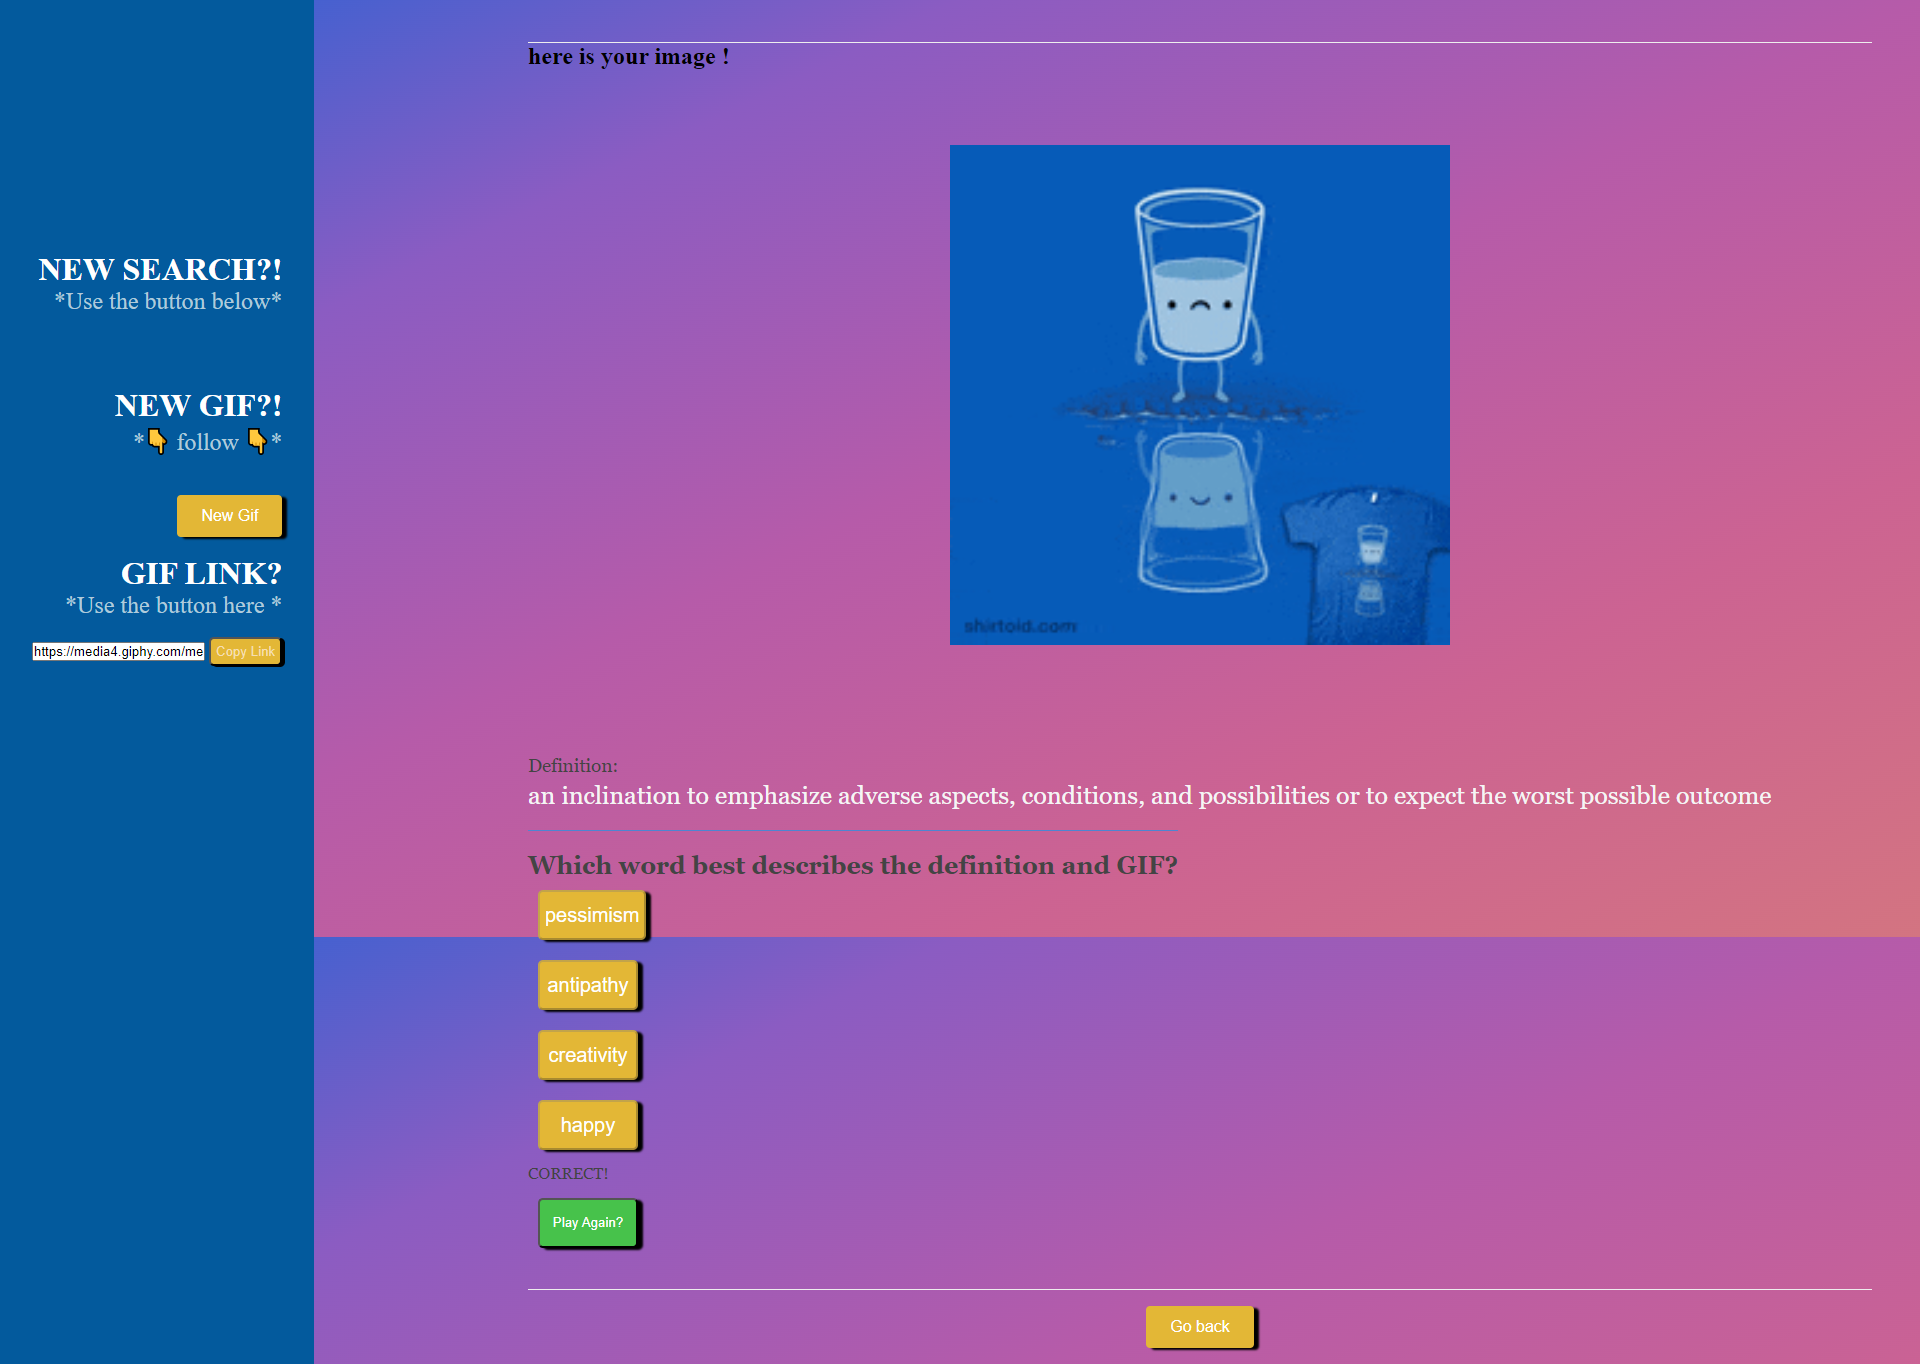 NEW SEARCH?!
*Use the button below*
NEW GIF?!
*👇 follow 👇*
New Gif
GIF LINK?
*Use the button here *
https://media4.giphy.com/me
Copy Link
here is your image !
shirtoid.com
Definition:
an inclination to emphasize adverse aspects, conditions, and possibilities or to expect the worst possible outcome
Which word best describes the definition and GIF?
pessimism
antipathy
creativity
happy
CORRECT!
Play Again?
Go back